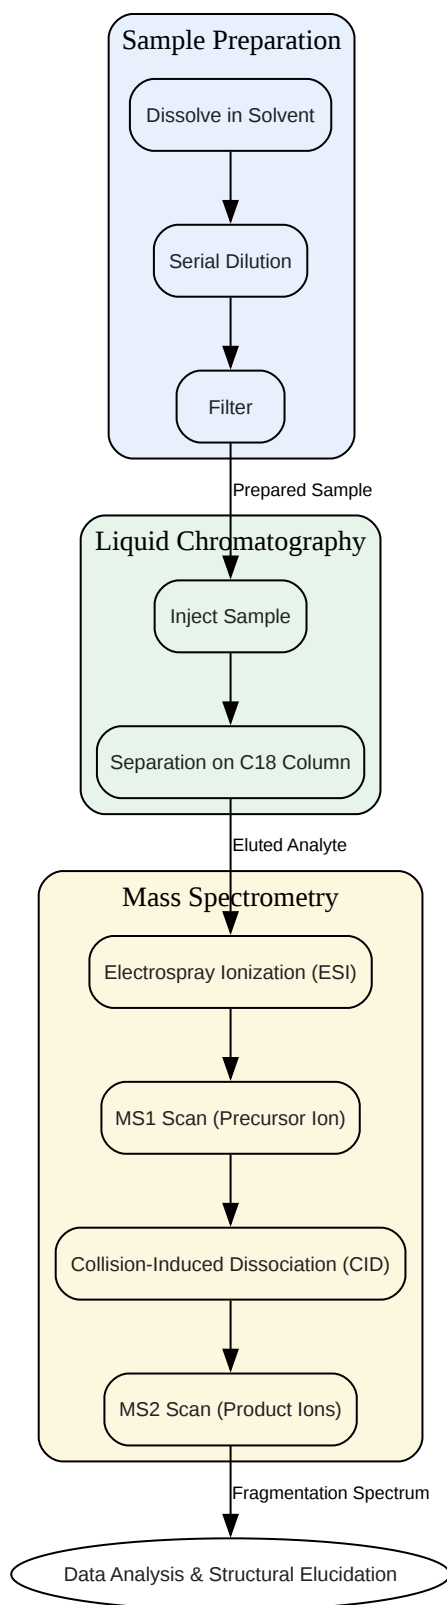 Sample Preparation
Dissolve in Solvent
Serial Dilution
Filter
Prepared Sample
Liquid Chromatography
Inject Sample
Separation on C18 Column
Eluted Analyte
Mass Spectrometry
Electrospray Ionization (ESI)
MS1 Scan (Precursor Ion)
Collision-Induced Dissociation (CID)
MS2 Scan (Product Ions)
Fragmentation Spectrum
Data Analysis & Structural Elucidation